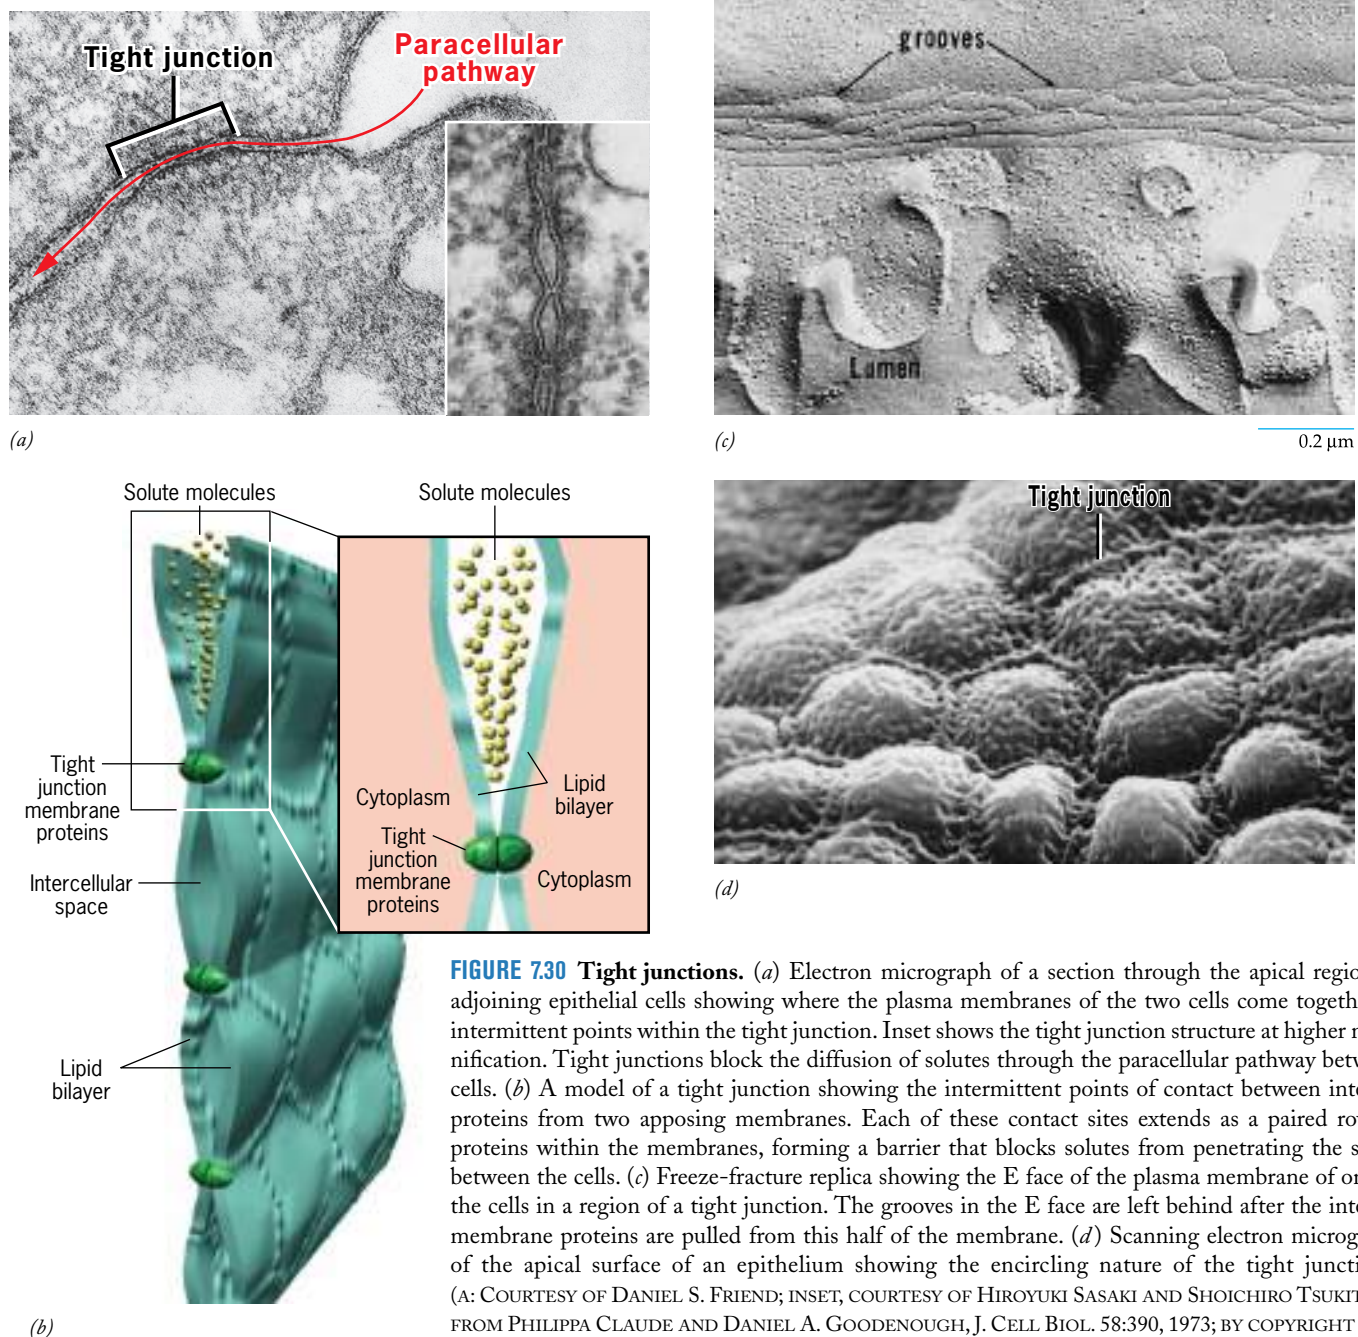 Tight junction
Paracellular
pathway
(a)
grooves
Lumen
(c)
0.2 µm
Solute molecules
Solute molecules
Tight
junction
membrane
proteins
Intercellular
space
Lipid
bilayer
Cytoplasm
Tight
junction
membrane
proteins
Lipid
bilayer
Cytoplasm
(b)
Tight junction
(d)
FIGURE 7.30 Tight junctions. (a) Electron micrograph of a section through the apical region
adjoining epithelial cells showing where the plasma membranes of the two cells come
intermittent points within the tight junction. Inset shows the tight junction structure at higher
nification. Tight junctions block the diffusion of solutes through the paracellular pathway
cells. (b) A model of a tight junction showing the intermittent points of contact between
proteins from two apposing membranes. Each of these contact sites extends as a paired
proteins within the membranes, forming a barrier that blocks solutes from penetrating the
between the cells. (c) Freeze-fracture replica showing the E face of the plasma membrane of
the cells in a region of a tight junction. The grooves in the E face are left behind after the
membrane proteins are pulled from this half of the membrane. (d) Scanning electron
of the apical surface of an epithelium showing the encircling nature of the tight
(A: COURTESY OF DANIEL S. FRIEND; INSET, COURTESY OF HIROYUKI SASAKI AND SHOICHIRO
FROM PHILIPPA CLAUDE AND DANIEL A. GOODENOUGH, J. CELL BIOL. 58:390, 1973; BY COPYRIGHT